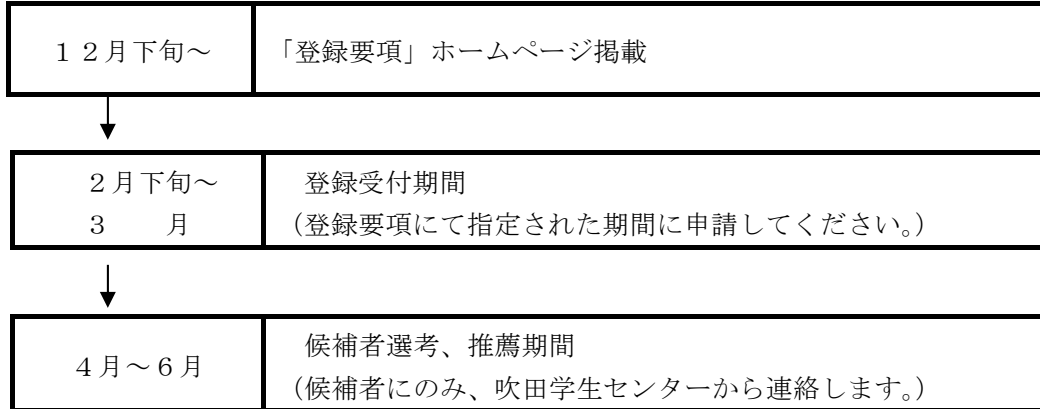 １２月下旬～ 「登録要項」ホームページ掲載
２月下旬～ 登録受付期間
３　　月 （登録要項にて指定された期間に申請してください。）
４月～６月 候補者選考、推薦期間
（候補者にのみ、吹田学生センターから連絡します。）